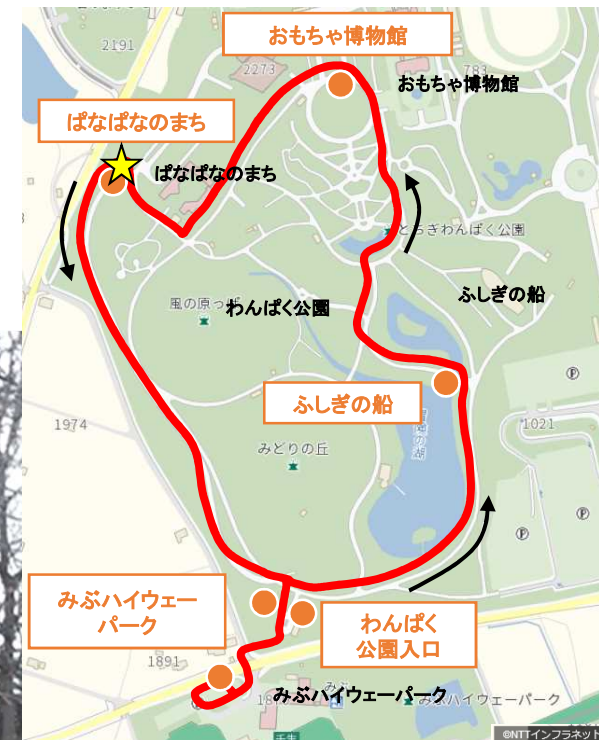 2191
おもちゃ博物館
2273
783
おもちゃ博物館
ぱなぱなのまち
ぱなぱなのまち
とちぎわんぱく公園
ふしぎの船
風の原っぱ
わんぱく公園
ふしぎの船
1974
1021
みどりの丘
みぶハイウェー
パーク
わんぱく
公園入口
1891
みぶ
みぶハイウェーパーク
みぶハイウェーパーク
壬生
©NTTインフラネット